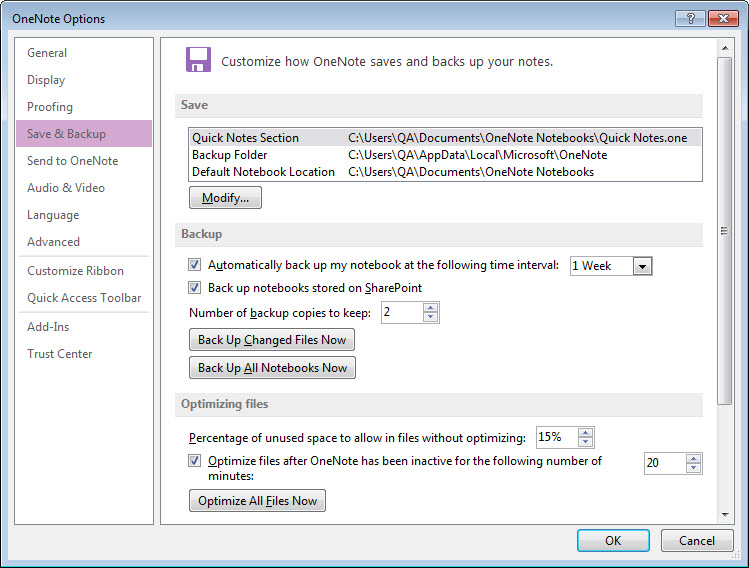 OneNote Options
General
Display
Proofing
Save & Backup
Send to OneNote
Audio & Video
Language
Advanced
Customize Ribbon
Quick Access Toolbar
Add-Ins
Trust Center
Customize how OneNote saves and backs up your notes.
Save
Quick Notes Section C:\Users\QA\Documents\OneNote Notebooks\Quick Notes.one
Backup Folder C:\Users\QA\AppData\Local\Microsoft\OneNote
Default Notebook Location C:\Users\QA\Documents\OneNote Notebooks
Modify...
Backup
Automatically back up my notebook at the following time interval: 1 Week
Back up notebooks stored on SharePoint
Number of backup copies to keep: 2
Back Up Changed Files Now
Back Up All Notebooks Now
Optimizing files
Percentage of unused space to allow in files without optimizing: 15%
Optimize files after OneNote has been inactive for the following number of 20
minutes:
Optimize All Files Now
OK Cancel